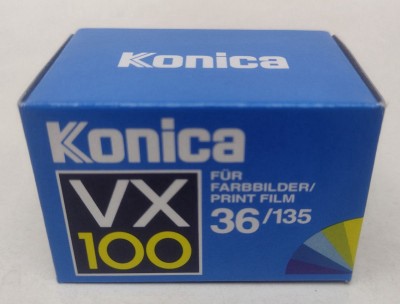 Konica
Konica
VX
100
FÜR
FARBBILDER/
PRINT FILM
36/135